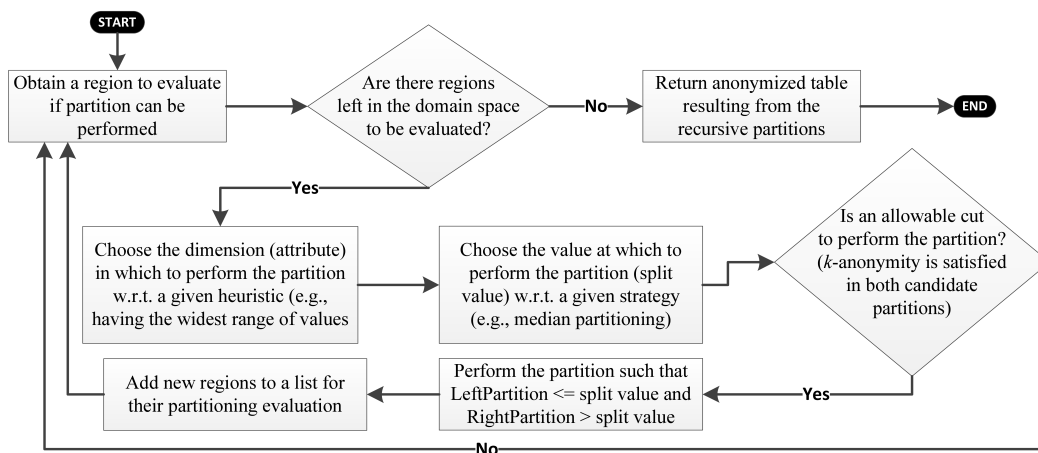 START
Obtain a region to evaluate
if partition can be
performed
Are there regions
left in the domain space
to be evaluated?
No
Return anonymized table
resulting from the
recursive partitions
END
Yes
Choose the dimension (attribute)
in which to perform the partition
w.r.t. a given heuristic (e.g.,
having the widest range of values
Choose the value at which to
perform the partition (split
value) w.r.t. a given strategy
(e.g., median partitioning)
Is an allowable cut
to perform the partition?
(k-anonymity is satisfied
in both candidate
partitions)
Yes
Perform the partition such that
LeftPartition <= split value and
RightPartition > split value
Add new regions to a list for
their partitioning evaluation
No